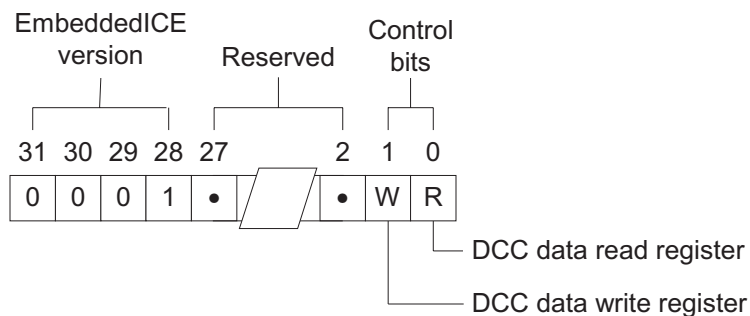 EmbeddedICE
version
Reserved
Control
bits
31 30 29 28 27 2 1 0
0 0 0 1 • • W R
DCC data read register
DCC data write register